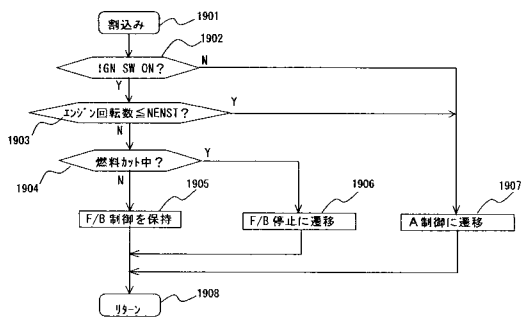 割込み
1901
1902
IGN SW ON?
N
Y
エンジン回転数≦NENST?
Y
1903
N
燃料カット中?
Y
1904
N
1905
1906
1907
F/B 制御を保持
F/B 停止に遷移
A 制御に遷移
リターン
1908